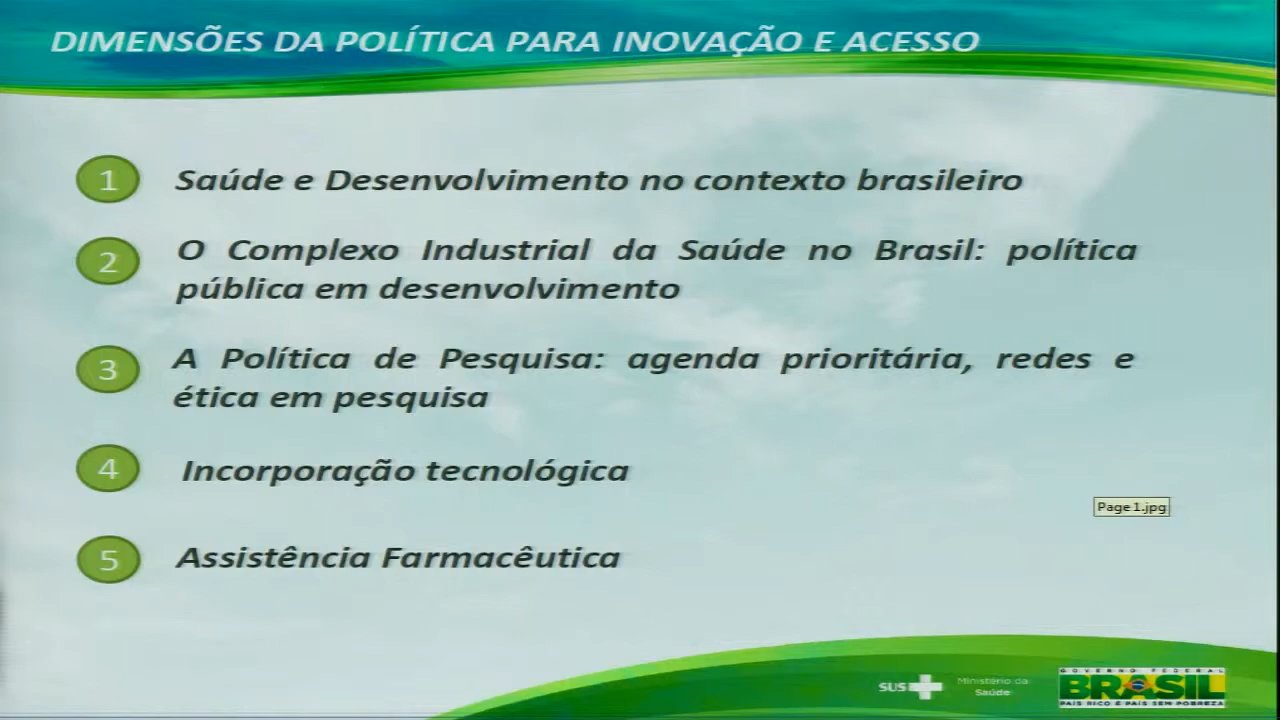 DIMENSÕES DA POLÍTICA PARA INOVAÇÃO E ACESSO
1 Saúde e Desenvolvimento no contexto brasileiro
2 O Complexo Industrial da Saúde no Brasil: política
pública em desenvolvimento
3 A Política de Pesquisa: agenda prioritária, redes e
ética em pesquisa
4 Incorporação tecnológica
Page 1.jpg
5 Assistência Farmacêutica
SUS
Ministério da
Saúde
GOVERNO FEDERAL
BRASIL
PAÍS RICO É PAÍS SEM POBREZA